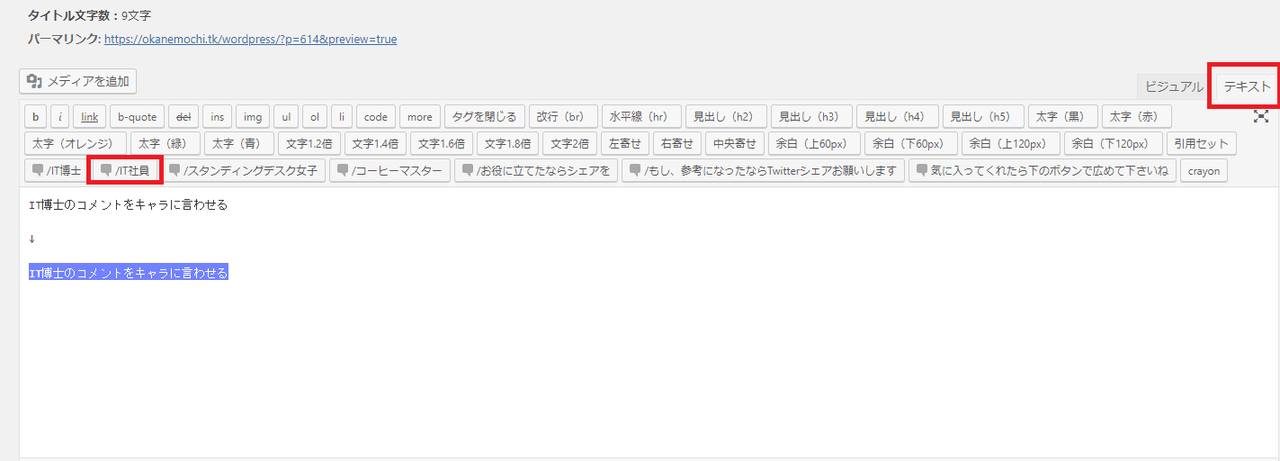 タイトル文字数：9文字
パーマリンク: https://okanemochi.tk/wordpress/?p=614&preview=true
メディアを追加
ビジュアル テキスト
b i link b-quote del ins img ul ol li code more タグを閉じる 改行（br） 水平線（hr） 見出し（h2） 見出し（h3） 見出し（h4） 見出し（h5） 太字（黒） 太字（赤）
太字（オレンジ） 太字（緑） 太字（青） 文字1.2倍 文字1.4倍 文字1.6倍 文字1.8倍 文字2倍 左寄せ 右寄せ 中央寄せ 余白（上60px） 余白（下60px） 余白（上120px） 余白（下120px） 引用セット
/IT博士 /IT社員 /スタンディングデスク女子 /コーヒーマスター /お役に立てたならシェアを /もし、参考になったならTwitterシェアお願いします 気に入ってくれたら下のボタンで広めて下さいね crayon
IT博士のコメントをキャラに言わせる
↓
IT博士のコメントをキャラに言わせる